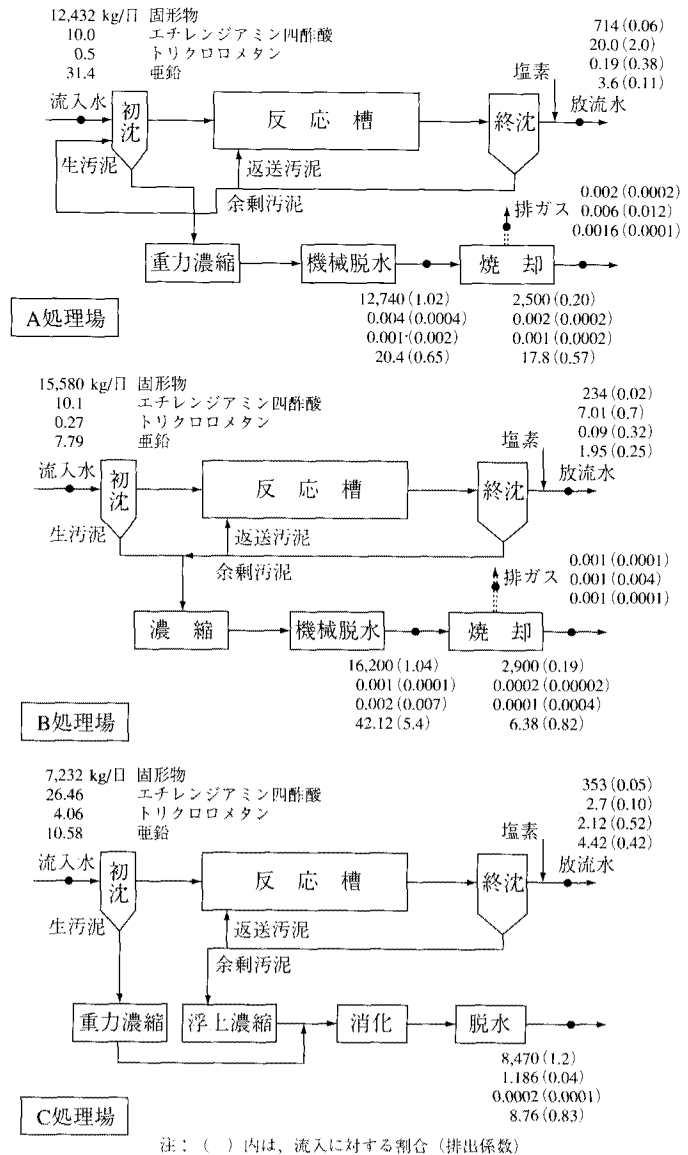 12,432 kg/日 固形物
10.0 エチレンジアミン四酢酸
0.5 トリクロロメタン
31.4 亜鉛
714 (0.06)
20.0 (2.0)
0.19 (0.38)
3.6 (0.11)
塩素
流入水
初沈
反応槽
終沈
放流水
生汚泥
返送汚泥
余剰汚泥
排ガス
0.002 (0.0002)
0.006 (0.012)
0.0016 (0.0001)
重力濃縮
機械脱水
焼却
12,740 (1.02)
0.004 (0.0004)
0.001 (0.002)
20.4 (0.65)
2,500 (0.20)
0.002 (0.0002)
0.001 (0.0002)
17.8 (0.57)
A処理場
15,580 kg/日 固形物
10.1 エチレンジアミン四酢酸
0.27 トリクロロメタン
7.79 亜鉛
234 (0.02)
7.01 (0.7)
0.09 (0.32)
1.95 (0.25)
塩素
流入水
初沈
反応槽
終沈
放流水
生汚泥
返送汚泥
余剰汚泥
排ガス
0.001 (0.0001)
0.001 (0.004)
0.001 (0.0001)
濃縮
機械脱水
焼却
16,200 (1.04)
0.001 (0.0001)
0.002 (0.007)
42.12 (5.4)
2,900 (0.19)
0.0002 (0.00002)
0.0001 (0.0004)
6.38 (0.82)
B処理場
7,232 kg/日 固形物
26.46 エチレンジアミン四酢酸
4.06 トリクロロメタン
10.58 亜鉛
353 (0.05)
2.7 (0.10)
2.12 (0.52)
4.42 (0.42)
塩素
流入水
初沈
反応槽
終沈
放流水
生汚泥
返送汚泥
余剰汚泥
重力濃縮
浮上濃縮
消化
脱水
8,470 (1.2)
1.186 (0.04)
0.0002 (0.0001)
8.76 (0.83)
C処理場
注：（ ）内は，流入に対する割合（排出係数）